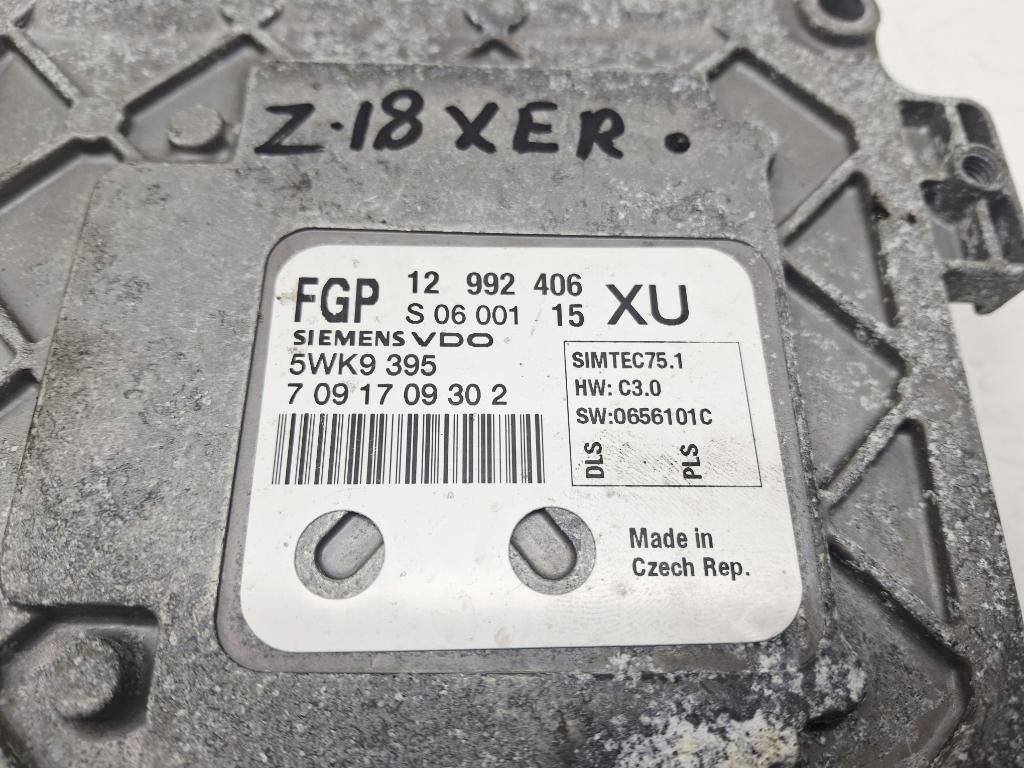 Z-18XER.
FGP 12 992 406 XU
S 06 001 15
SIEMENS VDO
5WK9 395
7 09 17 09 30 2
SIMTEC75.1
HW: C3.0
SW:0656101C
DLS PLS
Made in
Czech Rep.